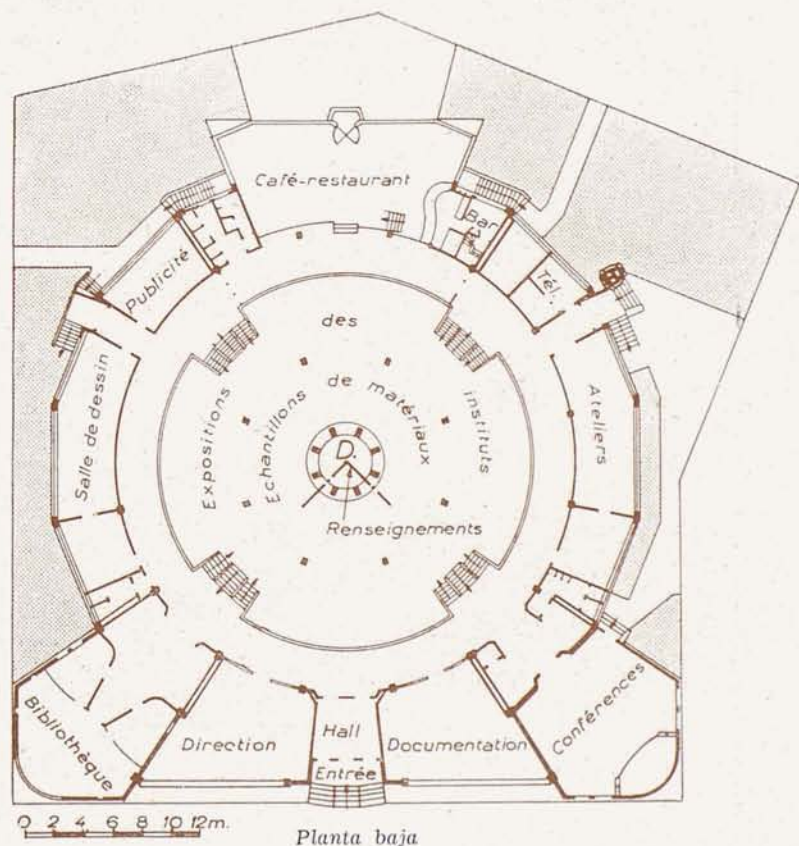 Café-restaurant
Bar
Publicité
Tél.
des
Salle de dessin
Expositions
Echantillons de matériaux
instituts
Ateliers
D.
Renseignements
Bibliothèque
Direction
Hall
Documentation
Conférences
Entrée
0 2 4 6 8 10 12m.
Planta baja